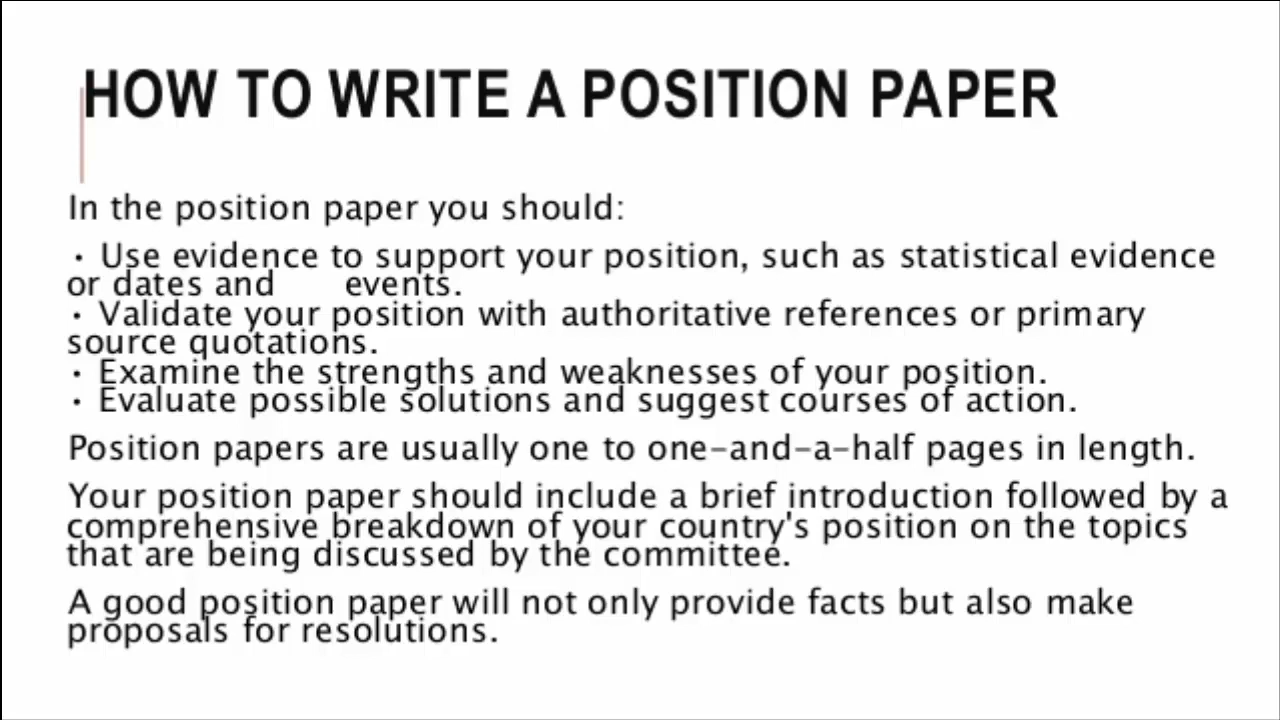 HOW TO WRITE A POSITION PAPER
In the position paper you should:
• Use evidence to support your position, such as statistical evidence
or dates and events.
• Validate your position with authoritative references or primary
source quotations.
• Examine the strengths and weaknesses of your position.
• Evaluate possible solutions and suggest courses of action.
Position papers are usually one to one-and-a-half pages in length.
Your position paper should include a brief introduction followed by a
comprehensive breakdown of your country's position on the topics
that are being discussed by the committee.
A good position paper will not only provide facts but also make
proposals for resolutions.